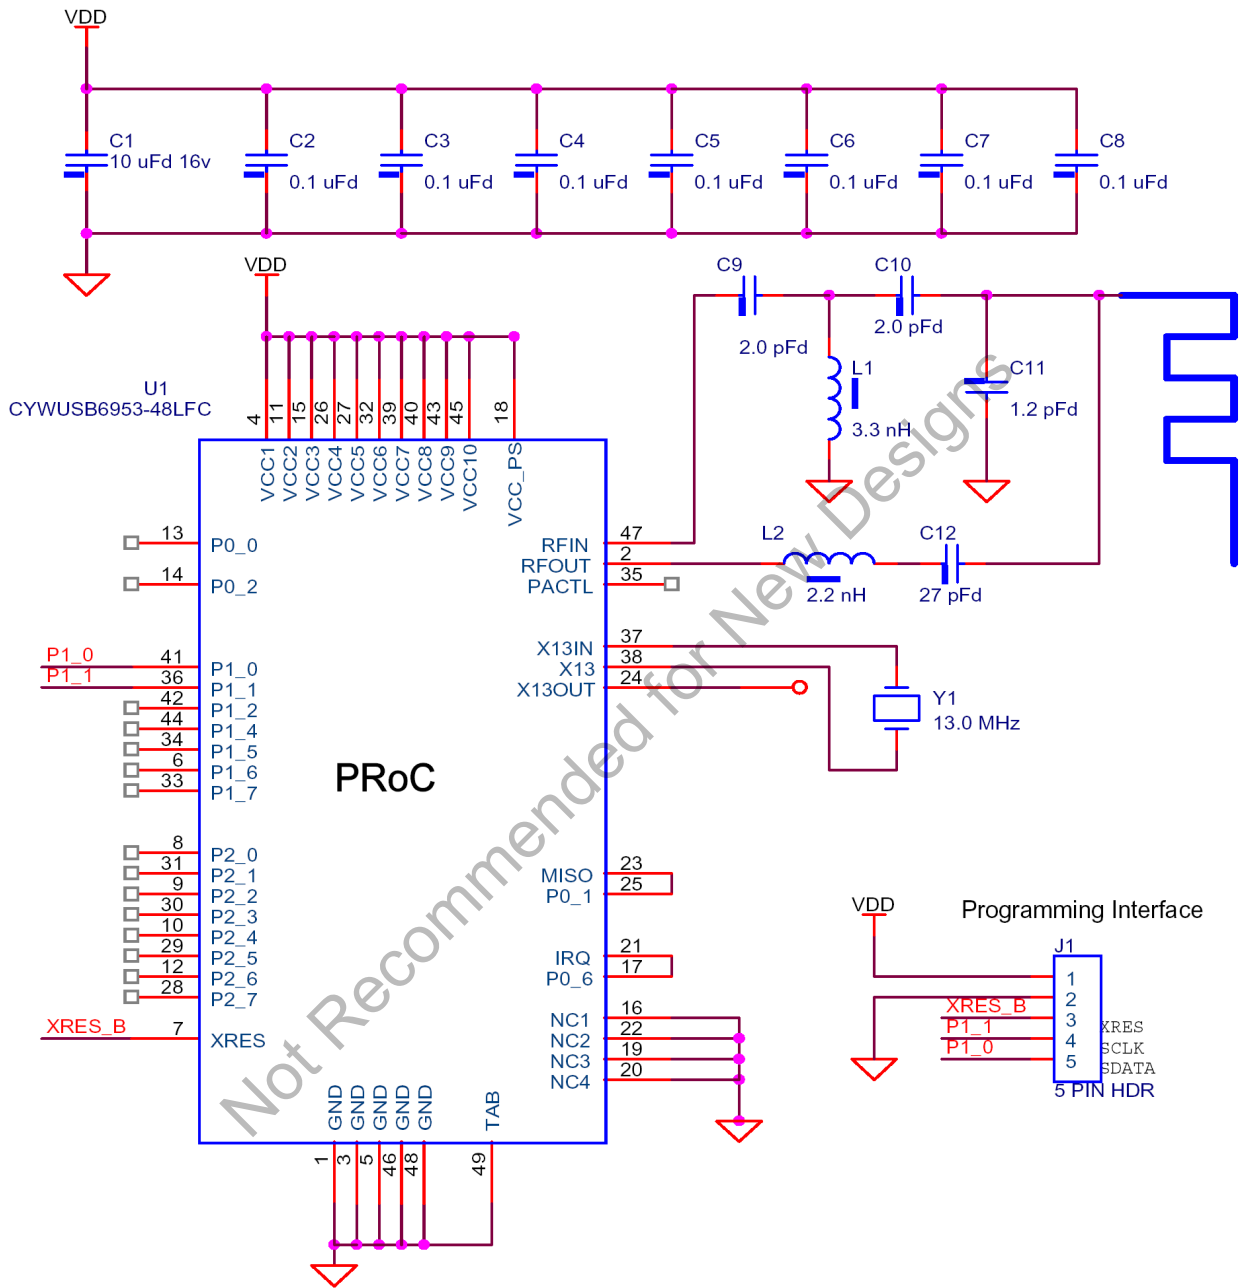 VDD
C1
10 uFd 16v
C2
0.1 uFd
C3
0.1 uFd
C4
0.1 uFd
C5
0.1 uFd
C6
0.1 uFd
C7
0.1 uFd
C8
0.1 uFd
VDD
C9
2.0 pFd
C10
2.0 pFd
L1
3.3 nH
C11
1.2 pFd
U1
CYWUSB6953-48LFC
4 11 15 26 27 32 39 40 43 45 18
VCC1 VCC2 VCC3 VCC4 VCC5 VCC6 VCC7 VCC8 VCC9 VCC10 VCC_PS
13 P0_0
14 P0_2
P1_0 41 P1_0
P1_1 36 P1_1
42 P1_2
44 P1_4
34 P1_5
6 P1_6
33 P1_7
8 P2_0
31 P2_1
9 P2_2
30 P2_3
10 P2_4
29 P2_5
12 P2_6
28 P2_7
XRES_B 7 XRES
PRoC
RFIN 47
RFOUT 2
PACTL 35
X13IN 37
X13 38
X13OUT 24
MISO 23
P0_1 25
IRQ 21
P0_6 17
NC1 16
NC2 22
NC3 19
NC4 20
GND GND GND GND GND TAB
1 3 5 46 48 49
L2
2.2 nH
C12
27 pFd
Y1
13.0 MHz
VDD
Programming Interface
J1
1
2
XRES_B 3 XRES
P1_1 4 SCLK
P1_0 5 SDATA
5 PIN HDR
Not Recommended for New Designs